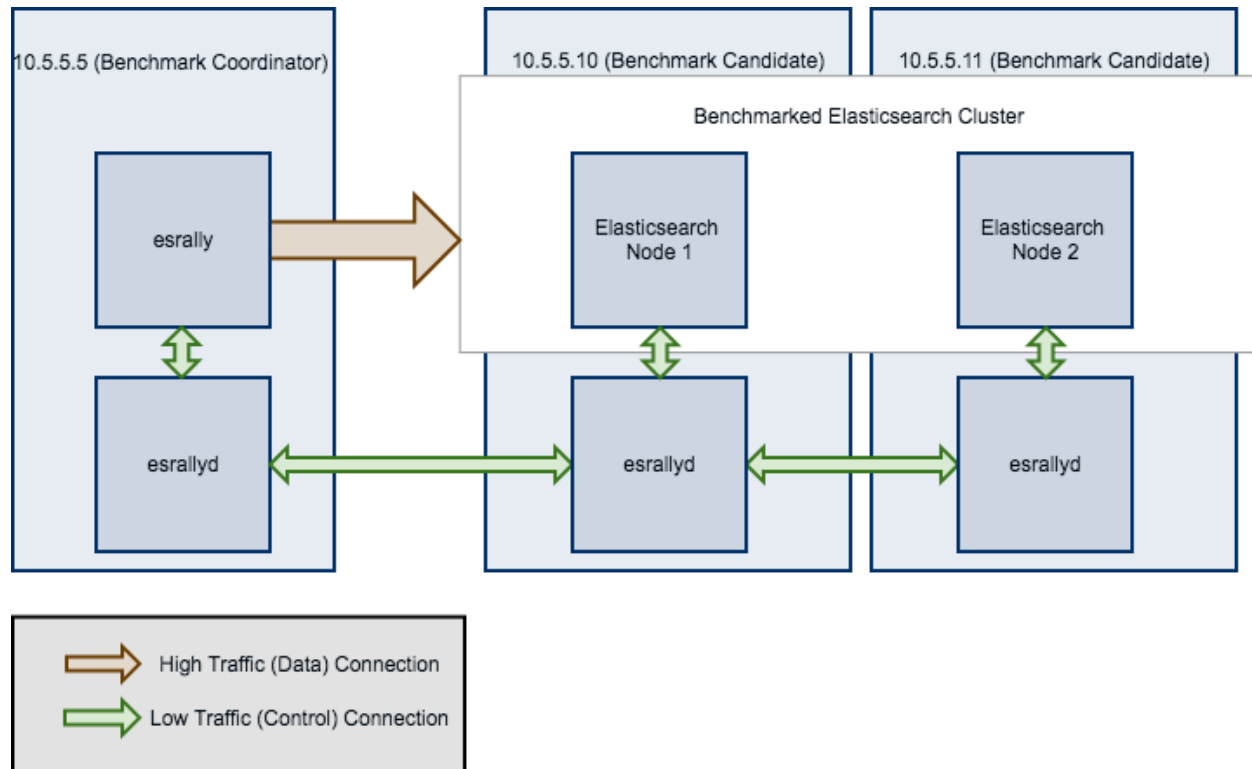 10.5.5.5 (Benchmark Coordinator)
10.5.5.10 (Benchmark Candidate)
10.5.5.11 (Benchmark Candidate)
Benchmarked Elasticsearch Cluster
esrally
Elasticsearch
Node 1
Elasticsearch
Node 2
esrallyd
esrallyd
esrallyd
High Traffic (Data) Connection
Low Traffic (Control) Connection